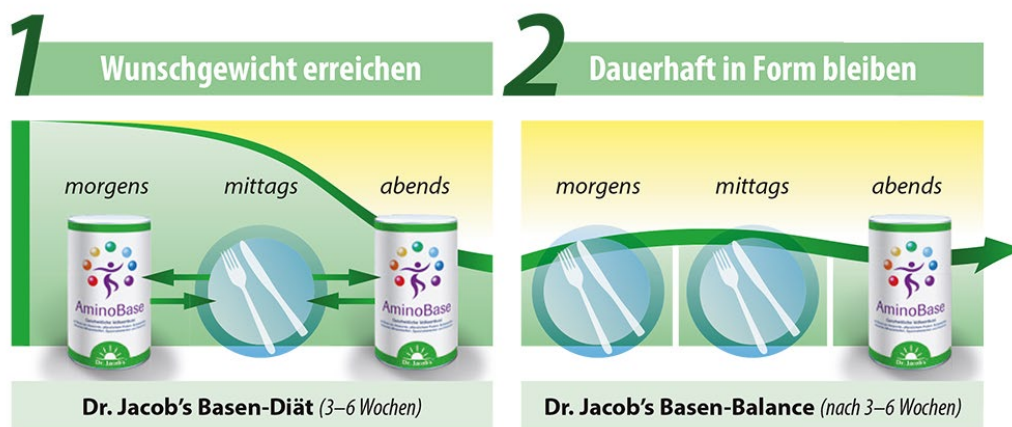 1
Wunschgewicht erreichen
morgens
mittags
abends
AminoBase
Dr. Jacob's
AminoBase
Dr. Jacob's
Dr. Jacob’s Basen-Diät (3–6 Wochen)
2
Dauerhaft in Form bleiben
morgens
mittags
abends
AminoBase
Dr. Jacob's
Dr. Jacob’s Basen-Balance (nach 3–6 Wochen)